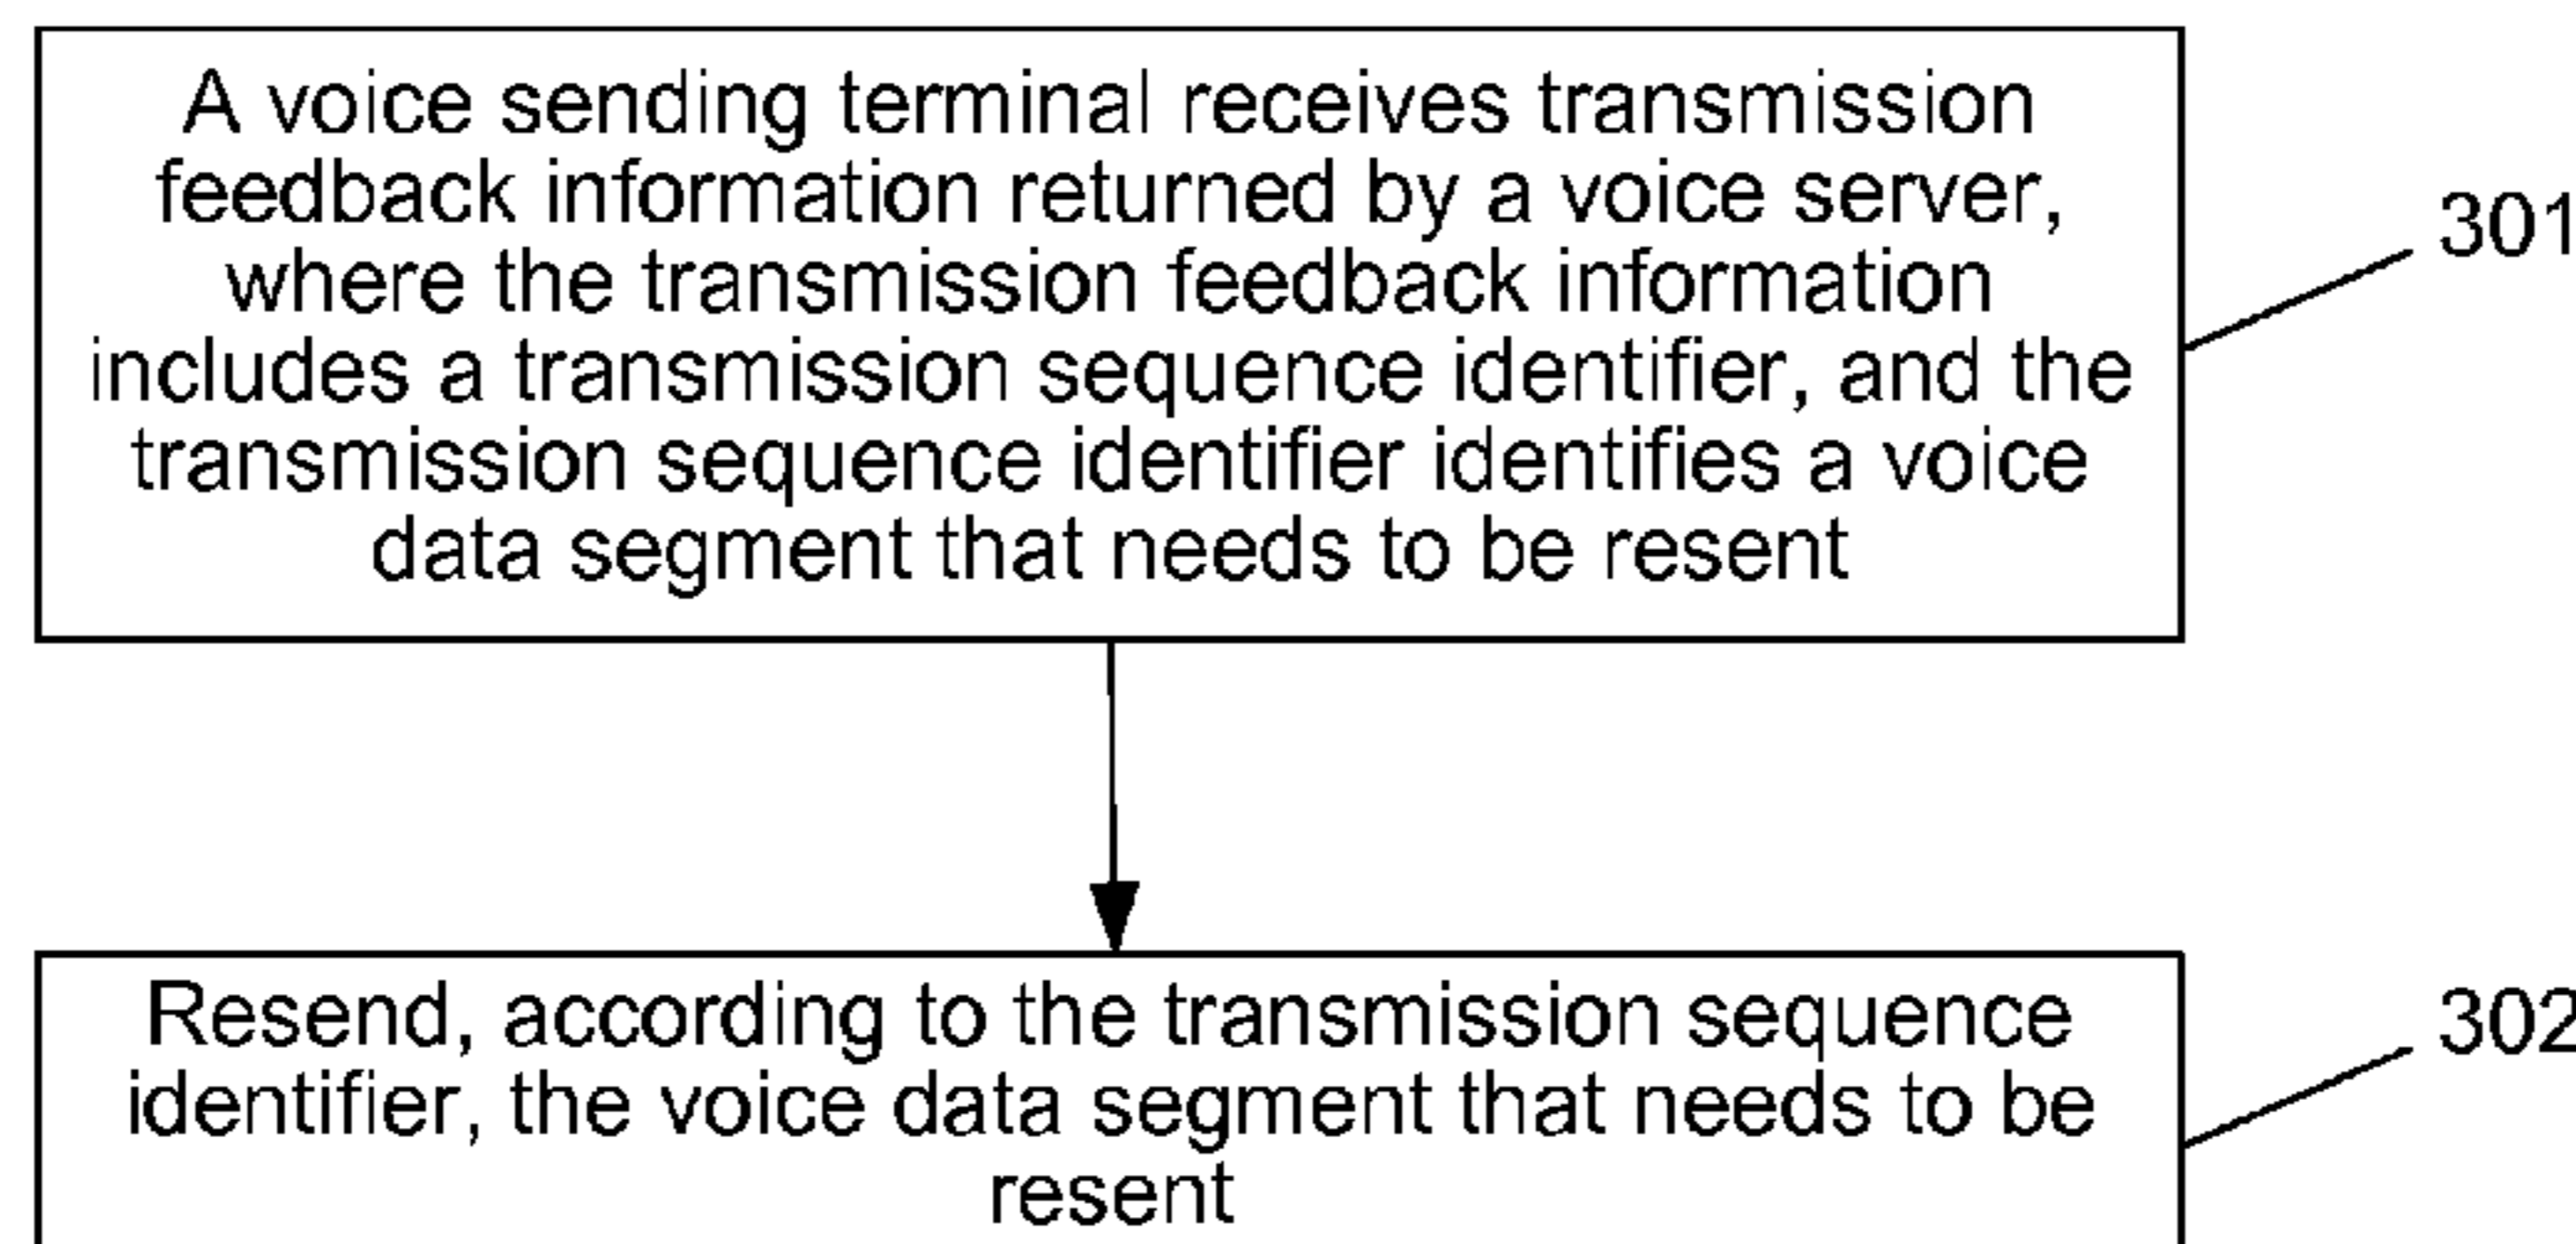 A voice sending terminal receives transmission
feedback information returned by a voice server,
where the transmission feedback information
includes a transmission sequence identifier, and the
transmission sequence identifier identifies a voice
data segment that needs to be resent
301
Resend, according to the transmission sequence
identifier, the voice data segment that needs to be
resent
302